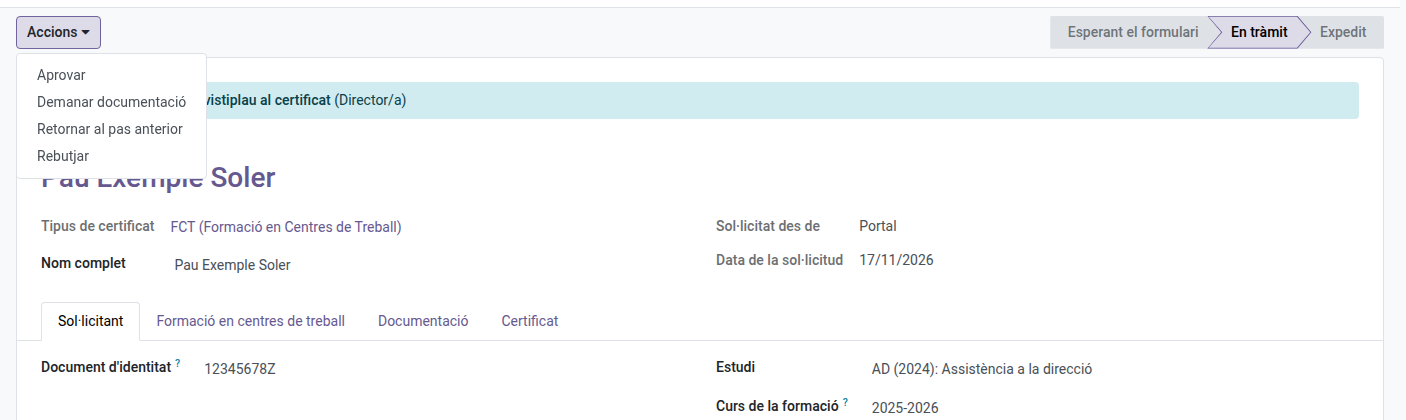 Accions
Esperant el formulari
En tràmit
Expedit
Aprovar
Demanar documentació
Retornar al pas anterior
Rebutjar
vistiplau al certificat (Director/a)
Pau Exemple Soler
Tipus de certificat FCT (Formació en Centres de Treball)
Sol·licitat des de Portal
Nom complet Pau Exemple Soler
Data de la sol·licitud 17/11/2026
Sol·licitant Formació en centres de treball Documentació Certificat
Document d'identitat ? 12345678Z
Estudi AD (2024): Assistència a la direcció
Curs de la formació ? 2025-2026